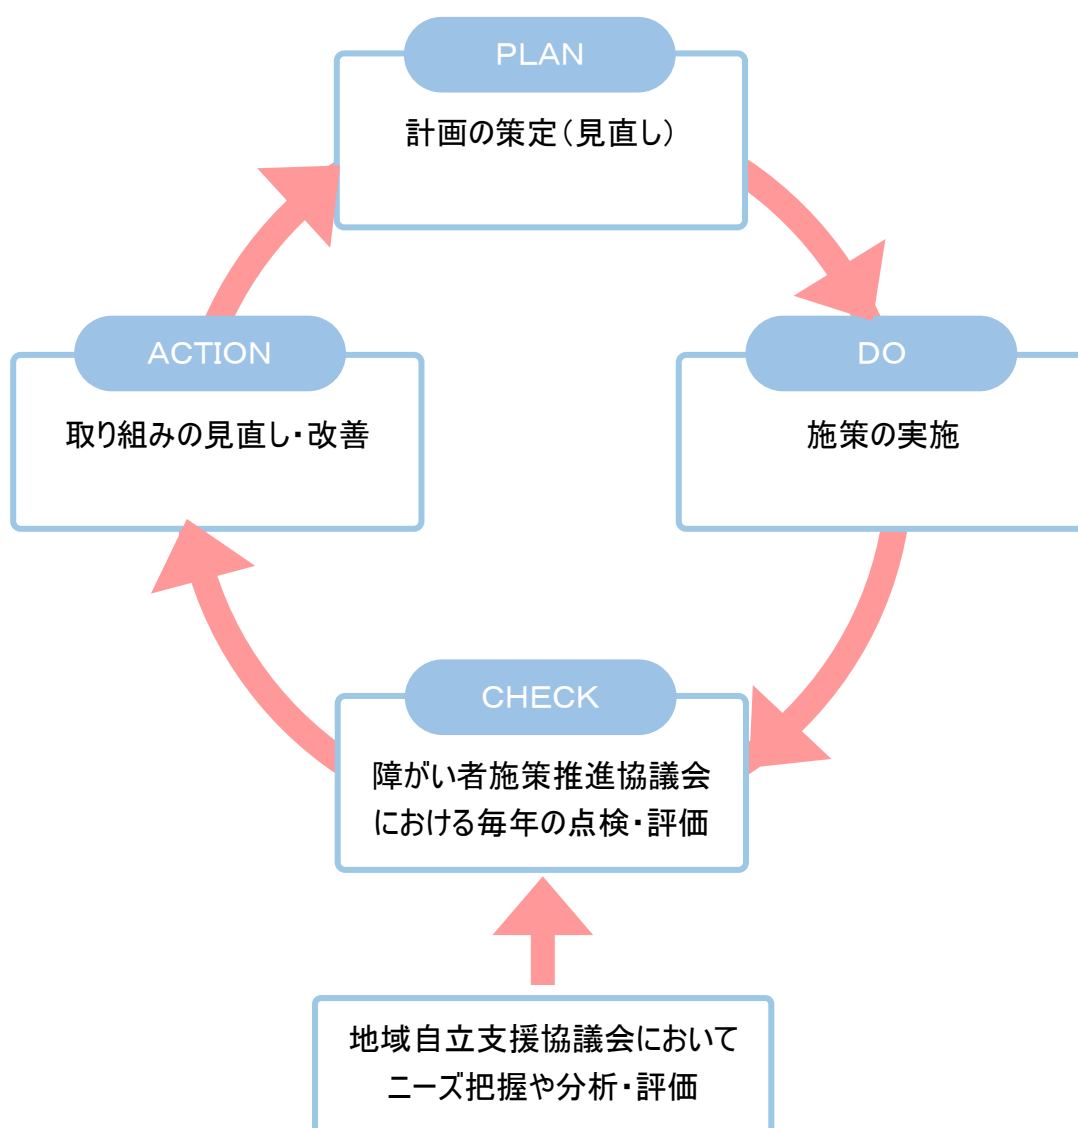 PLAN
計画の策定（見直し）
ACTION
取り組みの見直し・改善
DO
施策の実施
CHECK
障がい者施策推進協議会
における毎年の点検・評価
地域自立支援協議会において
ニーズ把握や分析・評価